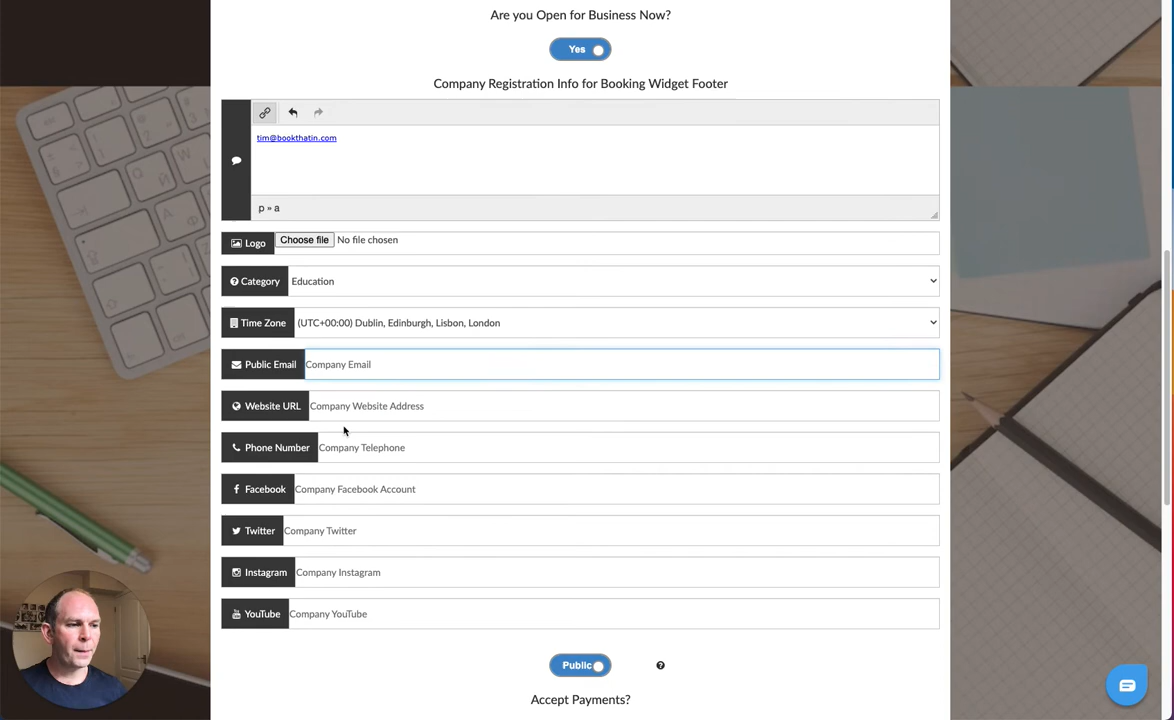 Are you Open for Business Now?
Yes
Company Registration Info for Booking Widget Footer
tim@bookthatin.com
p » a
Logo Choose file No file chosen
Category Education
Time Zone (UTC+00:00) Dublin, Edinburgh, Lisbon, London
Public Email Company Email
Website URL Company Website Address
Phone Number Company Telephone
Facebook Company Facebook Account
Twitter Company Twitter
Instagram Company Instagram
YouTube Company YouTube
Public
Accept Payments?